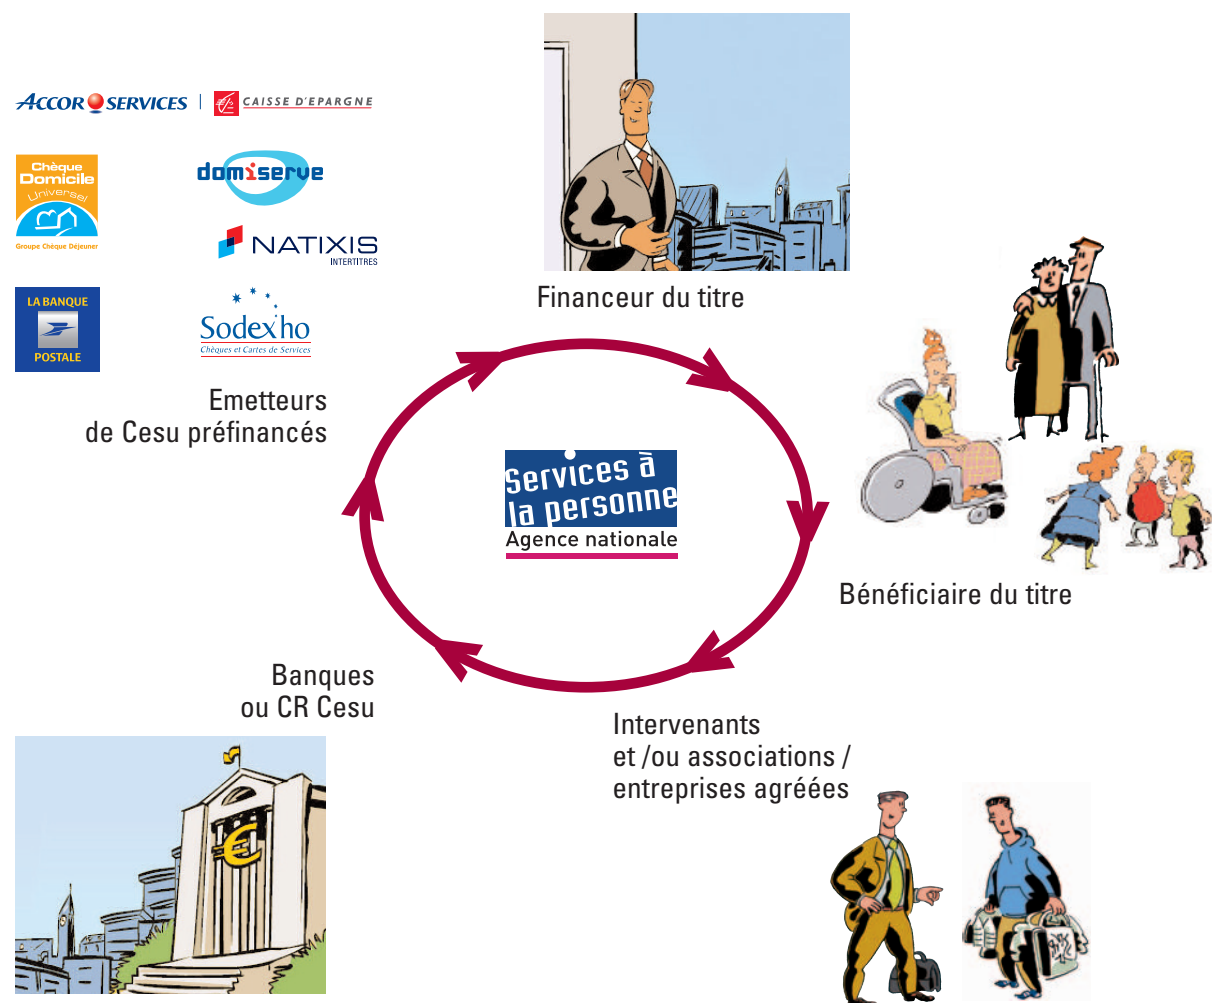 ACCOR SERVICES
CAISSE D'EPARGNE
Chèque
Domicile
Universel
Groupe Chèque Déjeuner
domiserve
NATIXIS
INTERTITRES
LA BANQUE
POSTALE
Sodexho
Chèques et Cartes de Services
Emetteurs
de Cesu préfinancés
Financeur du titre
Services à
la personne
Agence nationale
Bénéficiaire du titre
Banques
ou CR Cesu
€
Intervenants
et /ou associations /
entreprises agréées